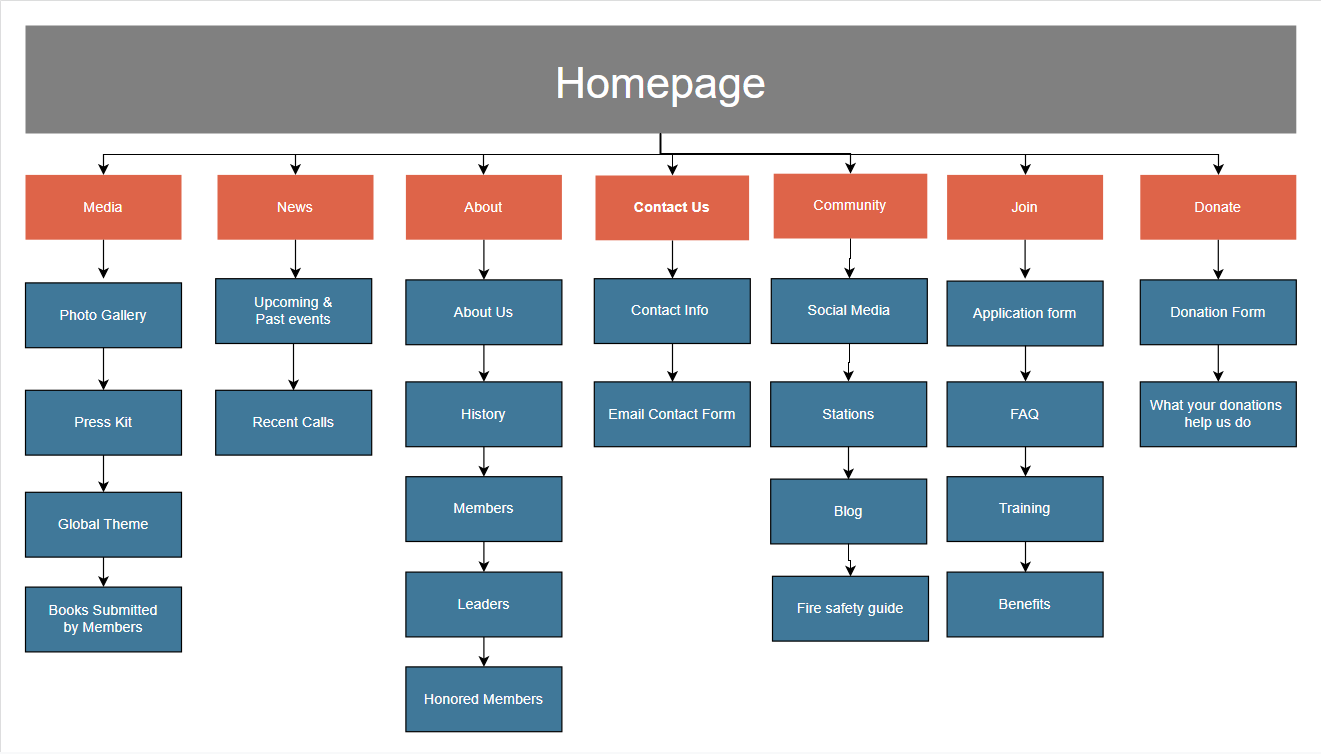 Homepage
Media
News
About
Contact Us
Community
Join
Donate
Photo Gallery
Upcoming &
Past events
About Us
Contact Info
Social Media
Application form
Donation Form
Press Kit
Recent Calls
History
Email Contact Form
Stations
FAQ
What your donations
help us do
Global Theme
Members
Blog
Training
Books Submitted
by Members
Leaders
Fire safety guide
Benefits
Honored Members